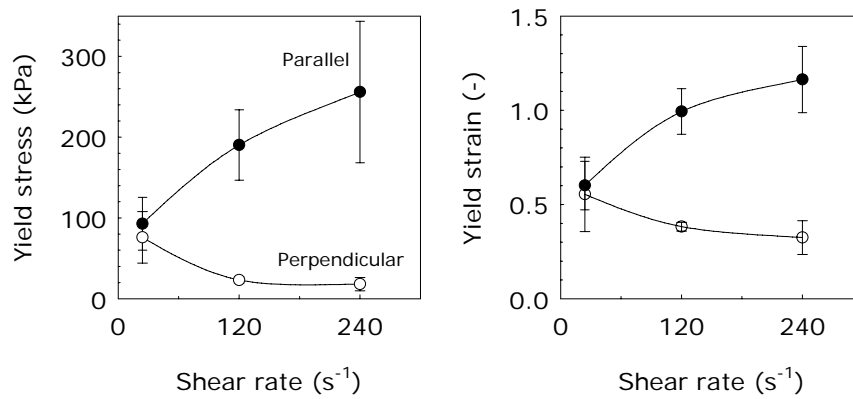 Yield stress (kPa)
300
200
100
0
Parallel
Perpendicular
0 120 240
Shear rate (s-1)
Yield strain (-)
1.5
1.0
0.5
0.0
0 120 240
Shear rate (s-1)